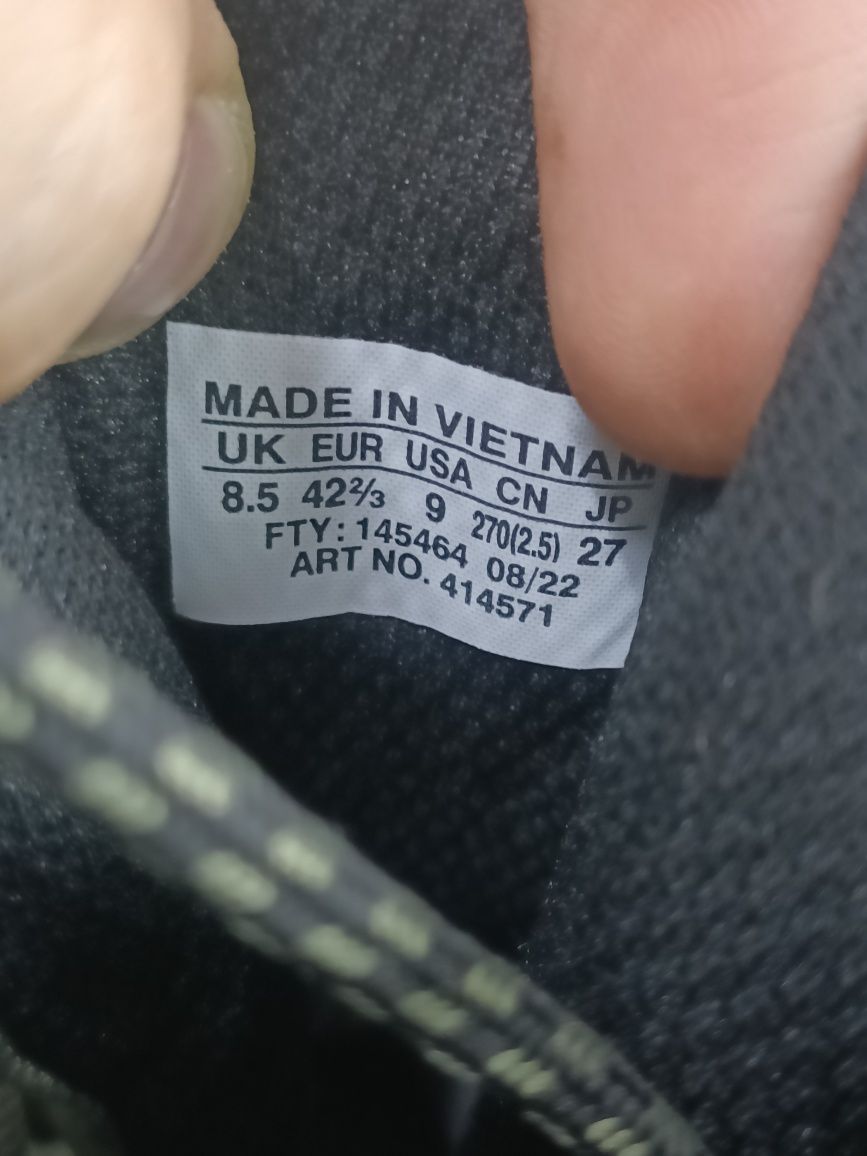 MADE IN VIETNAM
UK EUR USA CN JP
8.5 42⅔ 9 270(2.5) 27
FTY: 145464 08/22
ART NO. 414571